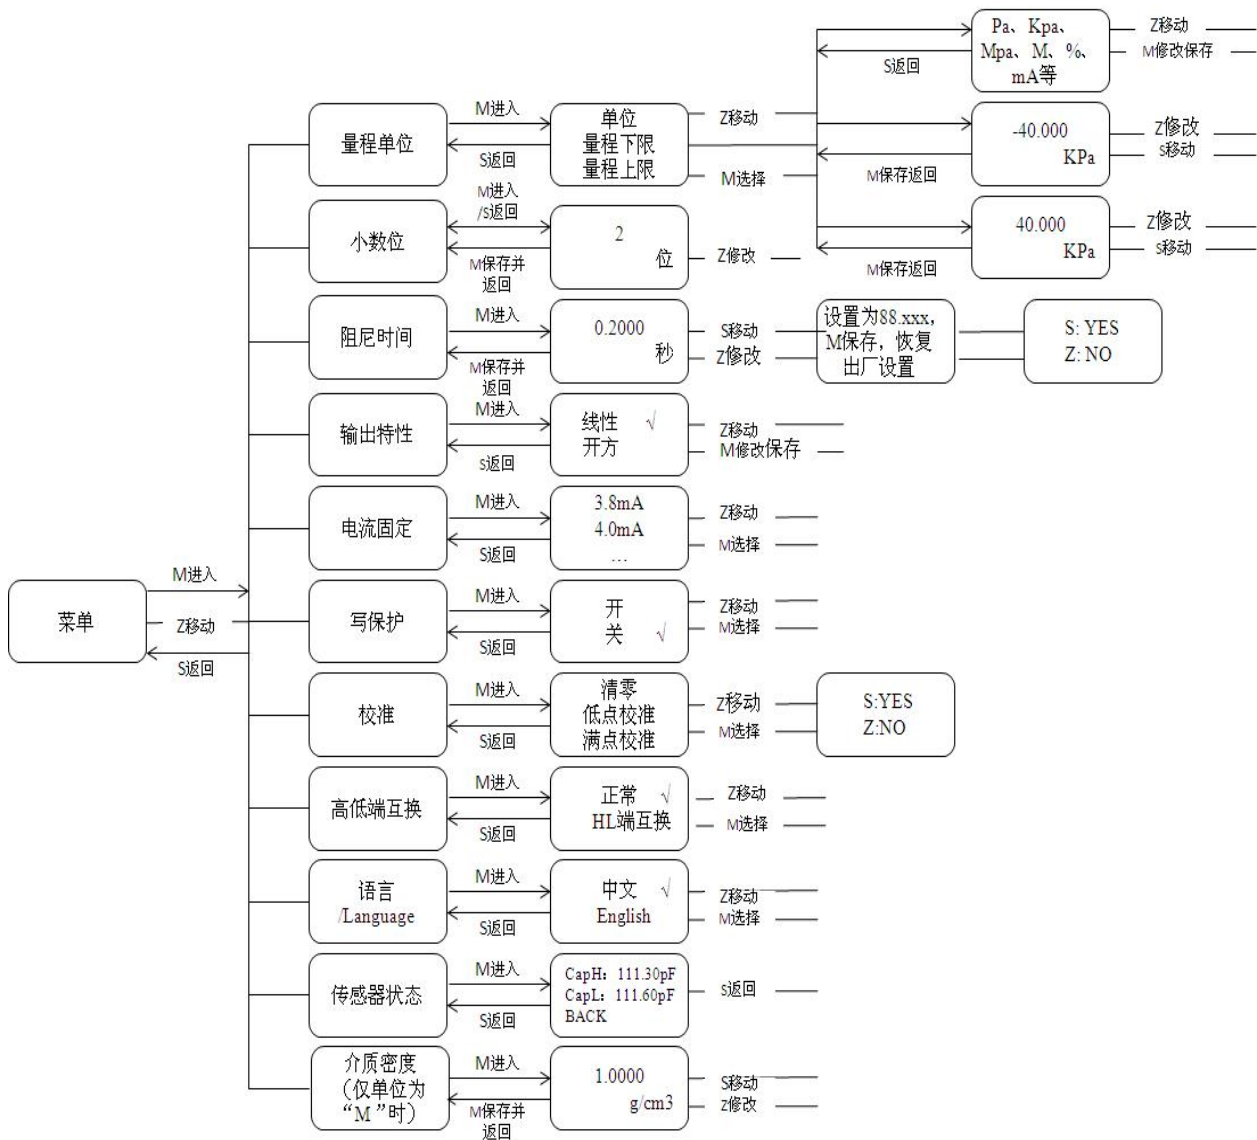 菜单
M进入
Z移动
S返回
量程单位
M进入
S返回
单位
量程下限
量程上限
Z移动
M选择
S返回
Pa、Kpa、
Mpa、M、%、
mA等
Z移动
M修改保存
M保存返回
-40.000
KPa
Z修改
S移动
M保存返回
40.000
KPa
Z修改
S移动
小数位
M进入
/S返回
M保存并
返回
2
位
Z修改
阻尼时间
M进入
M保存并
返回
0.2000
秒
S移动
Z修改
设置为88.xxx，
M保存，恢复
出厂设置
S: YES
Z: NO
输出特性
M进入
S返回
线性 √
开方
Z移动
M修改保存
电流固定
M进入
S返回
3.8mA
4.0mA
...
Z移动
M选择
写保护
M进入
S返回
开
关 √
Z移动
M选择
校准
M进入
S返回
清零
低点校准
满点校准
Z移动
M选择
S:YES
Z:NO
高低端互换
M进入
S返回
正常 √
HL端互换
Z移动
M选择
语言
/Language
M进入
S返回
中文 √
English
Z移动
M选择
传感器状态
M进入
S返回
CapH：111.30pF
CapL：111.60pF
BACK
S返回
介质密度
（仅单位为
“M”时）
M进入
M保存并
返回
1.0000
g/cm3
S移动
Z修改